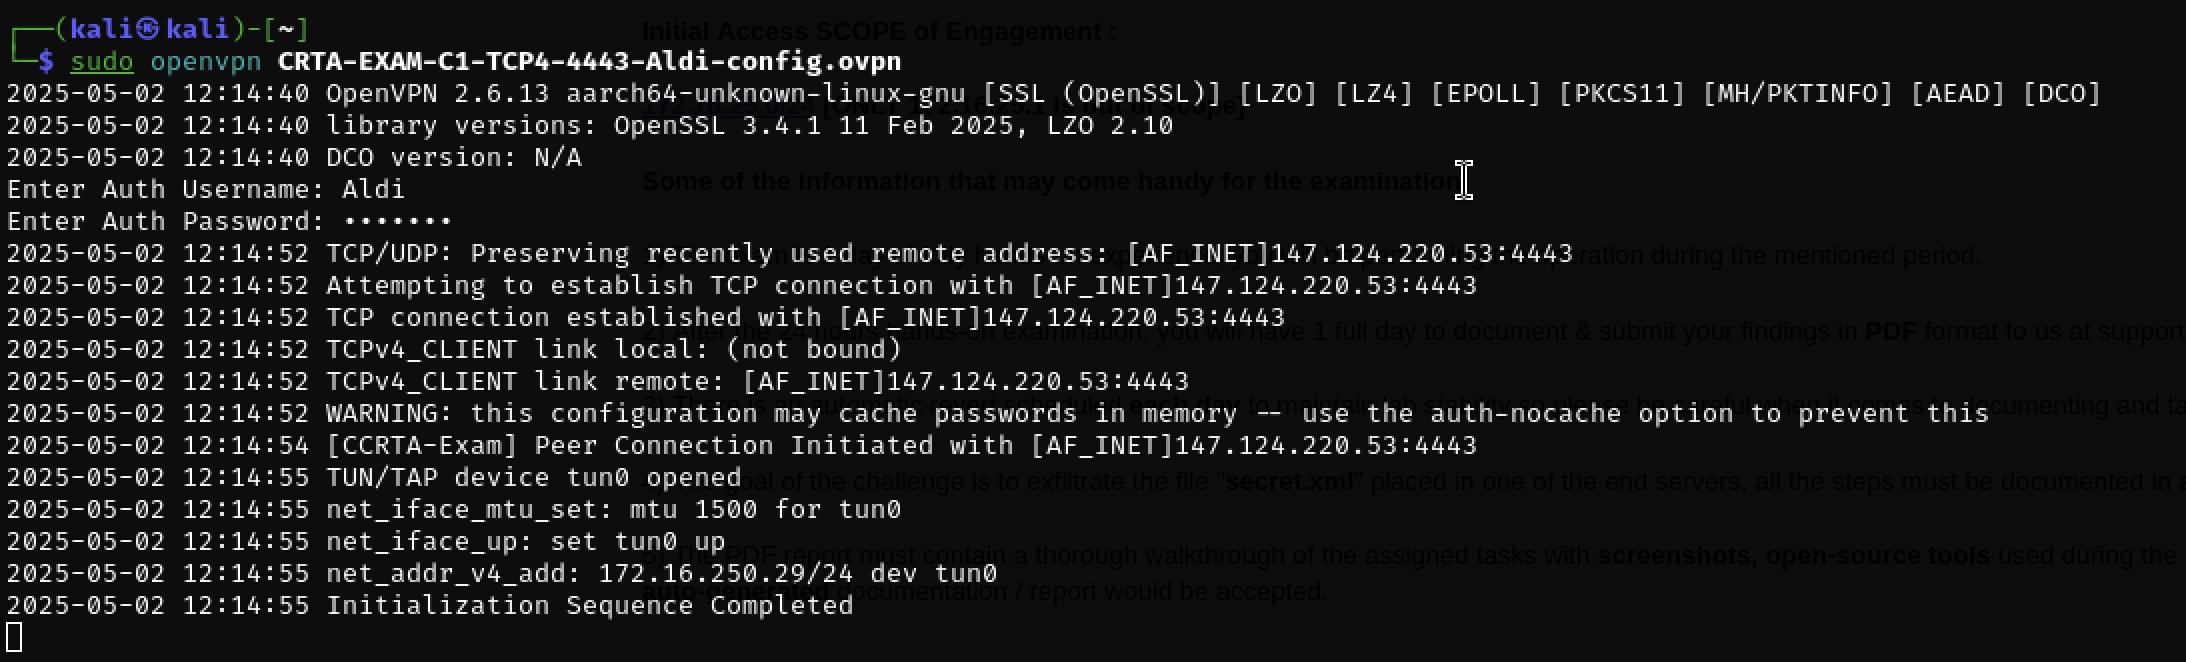 ┌──(kali㉿kali)-[~]
└─$ sudo openvpn CRTA-EXAM-C1-TCP4-4443-Aldi-config.ovpn
2025-05-02 12:14:40 OpenVPN 2.6.13 aarch64-unknown-linux-gnu [SSL (OpenSSL)] [LZO] [LZ4] [EPOLL] [PKCS11] [MH/PKTINFO] [AEAD] [DCO]
2025-05-02 12:14:40 library versions: OpenSSL 3.4.1 11 Feb 2025, LZO 2.10
2025-05-02 12:14:40 DCO version: N/A
Enter Auth Username: Aldi
Enter Auth Password: •••••••
2025-05-02 12:14:52 TCP/UDP: Preserving recently used remote address: [AF_INET]147.124.220.53:4443
2025-05-02 12:14:52 Attempting to establish TCP connection with [AF_INET]147.124.220.53:4443
2025-05-02 12:14:52 TCP connection established with [AF_INET]147.124.220.53:4443
2025-05-02 12:14:52 TCPv4_CLIENT link local: (not bound)
2025-05-02 12:14:52 TCPv4_CLIENT link remote: [AF_INET]147.124.220.53:4443
2025-05-02 12:14:52 WARNING: this configuration may cache passwords in memory -- use the auth-nocache option to prevent this
2025-05-02 12:14:54 [CCRTA-Exam] Peer Connection Initiated with [AF_INET]147.124.220.53:4443
2025-05-02 12:14:55 TUN/TAP device tun0 opened
2025-05-02 12:14:55 net_iface_mtu_set: mtu 1500 for tun0
2025-05-02 12:14:55 net_iface_up: set tun0 up
2025-05-02 12:14:55 net_addr_v4_add: 172.16.250.29/24 dev tun0
2025-05-02 12:14:55 Initialization Sequence Completed
Initial Access SCOPE of Engagement :
Some of the information that may come handy for the examination
during the mentioned period.
2) After the 24 hours hands-on examination, you will have 1 full day to document & submit your findings in PDF format to us at support
3) There is an automatic revert scheduled each day to maintain lab stability so please be careful when it comes to documenting and
goal of the challenge is to exfiltrate the file "secret.xml" placed in one of the end servers, all the steps must be documented in
5) The PDF report must contain a thorough walkthrough of the assigned tasks with screenshots, open-source tools used during the
auto-generated documentation / report would be accepted.